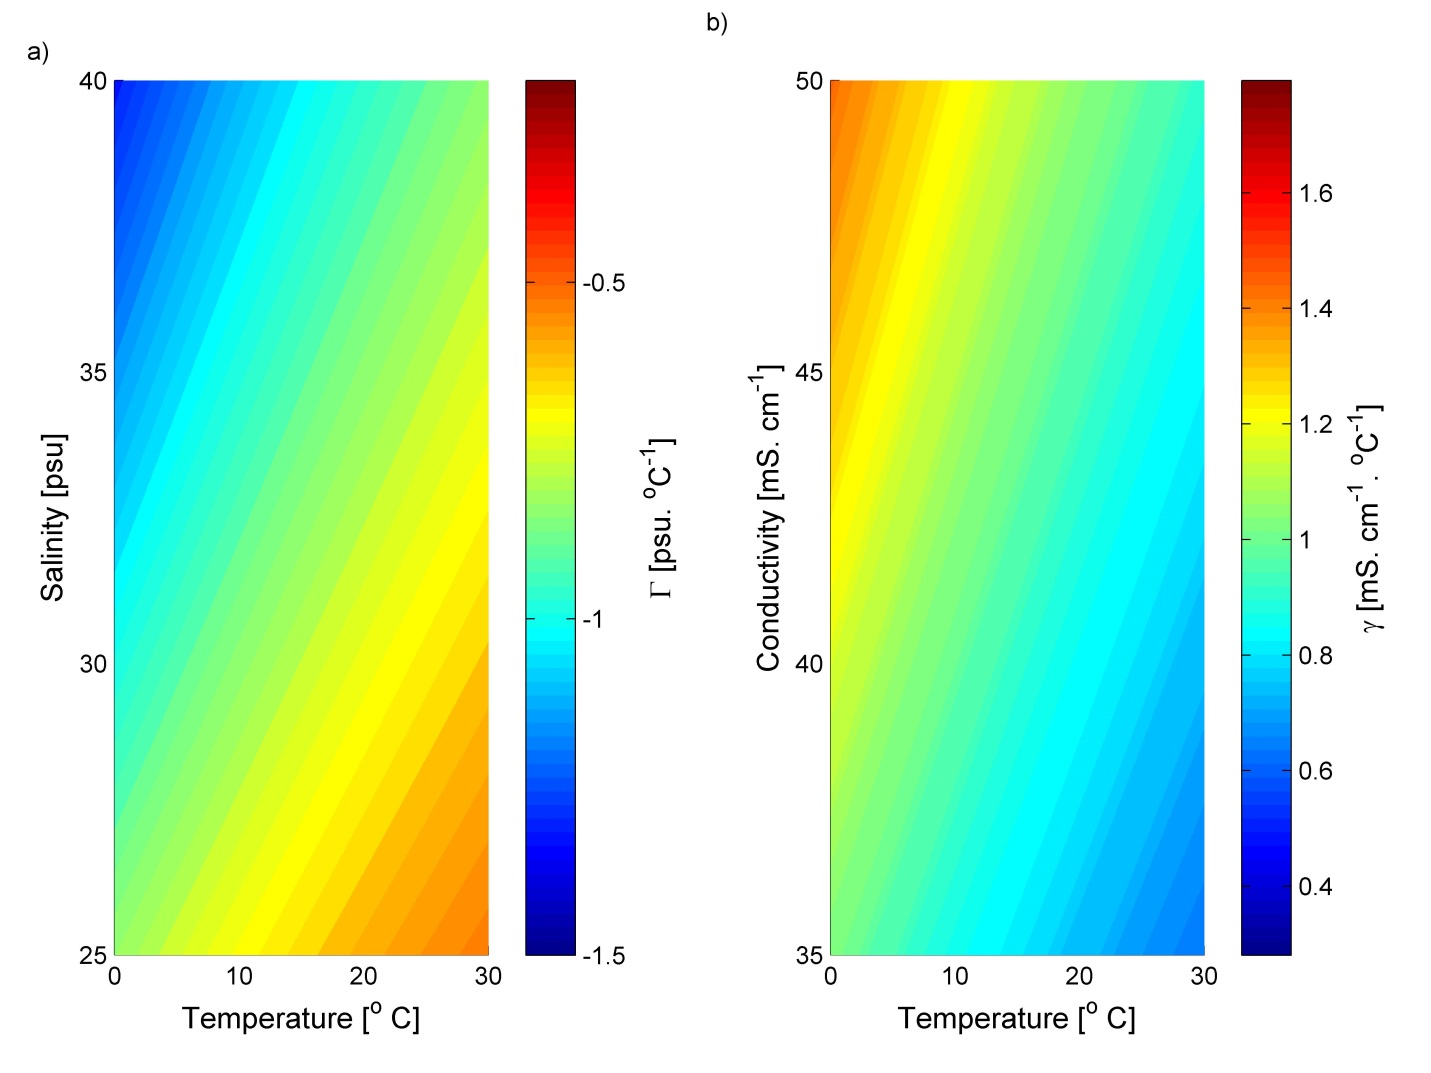 a)
40
35
30
25
0 10 20 30
Temperature [° C]
Salinity [psu]
-0.5
-1
-1.5
Γ [psu. °C⁻¹]
b)
50
45
40
35
0 10 20 30
Temperature [° C]
Conductivity [mS. cm⁻¹]
1.6
1.4
1.2
1
0.8
0.6
0.4
γ [mS. cm⁻¹. °C⁻¹]